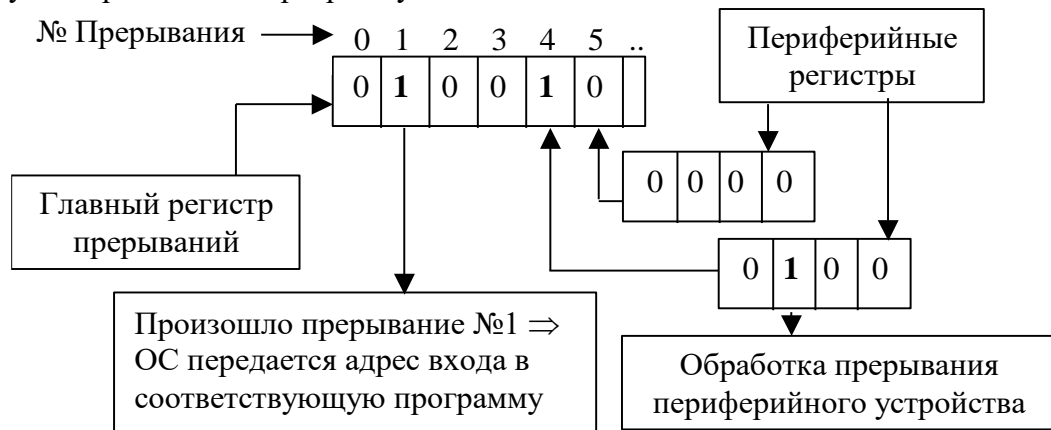 № Прерывания
0 1 2 3 4 5 ..
0 1 0 0 1 0
Периферийные
регистры
0 0 0 0
Главный регистр
прерываний
0 1 0 0
Произошло прерывание №1 ⇒
ОС передается адрес входа в
соответствующую программу
Обработка прерывания
периферийного устройства